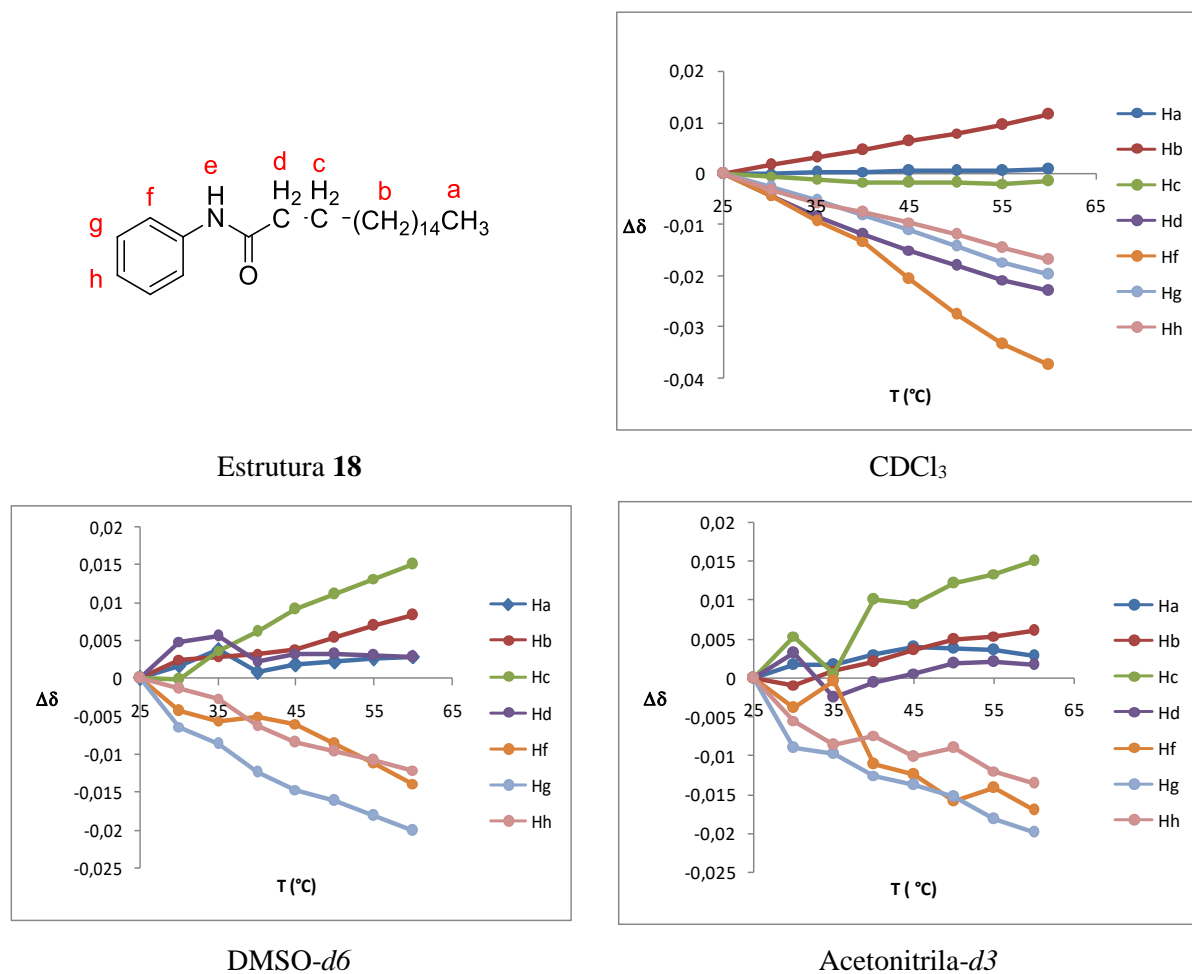 d c
e
H H₂ H₂
f N C · C –(CH₂)₁₄CH₃
b a
g
h O
Estrutura 18
0,02
0,01
0
-0,01
-0,02
-0,03
-0,04
25 35 45 55 65
Δδ
T (°C)
Ha
Hb
Hc
Hd
Hf
Hg
Hh
CDCl₃
0,02
0,015
0,01
0,005
0
-0,005
-0,01
-0,015
-0,02
-0,025
25 35 45 55 65
Δδ
T (°C)
Ha
Hb
Hc
Hd
Hf
Hg
Hh
DMSO-d6
0,02
0,015
0,01
0,005
0
-0,005
-0,01
-0,015
-0,02
-0,025
25 35 45 55 65
Δδ
T ( °C)
Ha
Hb
Hc
Hd
Hf
Hg
Hh
Acetonitrila-d3